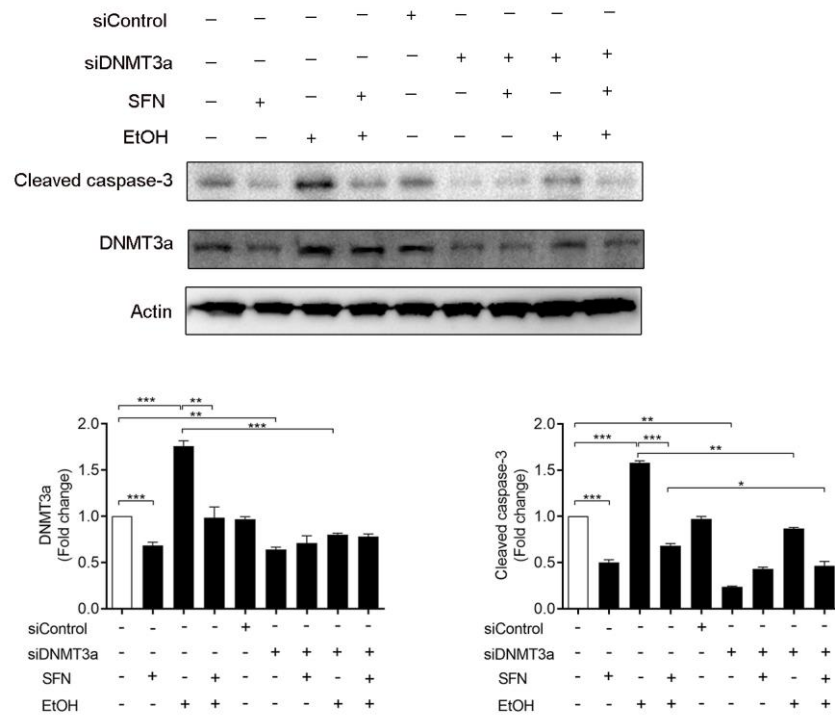 siControl – – – – + – – – –
siDNMT3a – – – – – + + + +
SFN – + – + – – + – +
EtOH – – + + – – – + +
Cleaved caspase-3
DNMT3a
Actin
*** **
**
***
***
2.0
1.5
1.0
0.5
0.0
DNMT3a
(Fold change)
siControl - - - - + - - - -
siDNMT3a - - - - - + + + +
SFN - + - + - - + - +
EtOH - - + + - - - + +
**
*** ***
**
*
***
2.0
1.5
1.0
0.5
0.0
Cleaved caspase-3
(Fold change)
siControl - - - - + - - - -
siDNMT3a - - - - - + + + +
SFN - + - + - - + - +
EtOH - - + + - - - + +